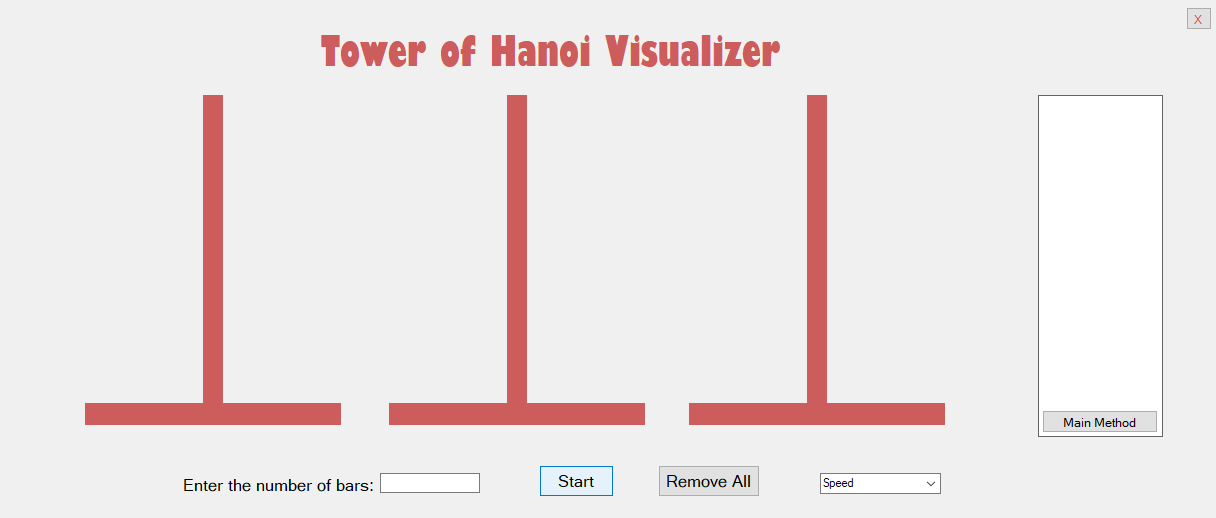 X
Tower of Hanoi Visualizer
Main Method
Enter the number of bars:
Start
Remove All
Speed